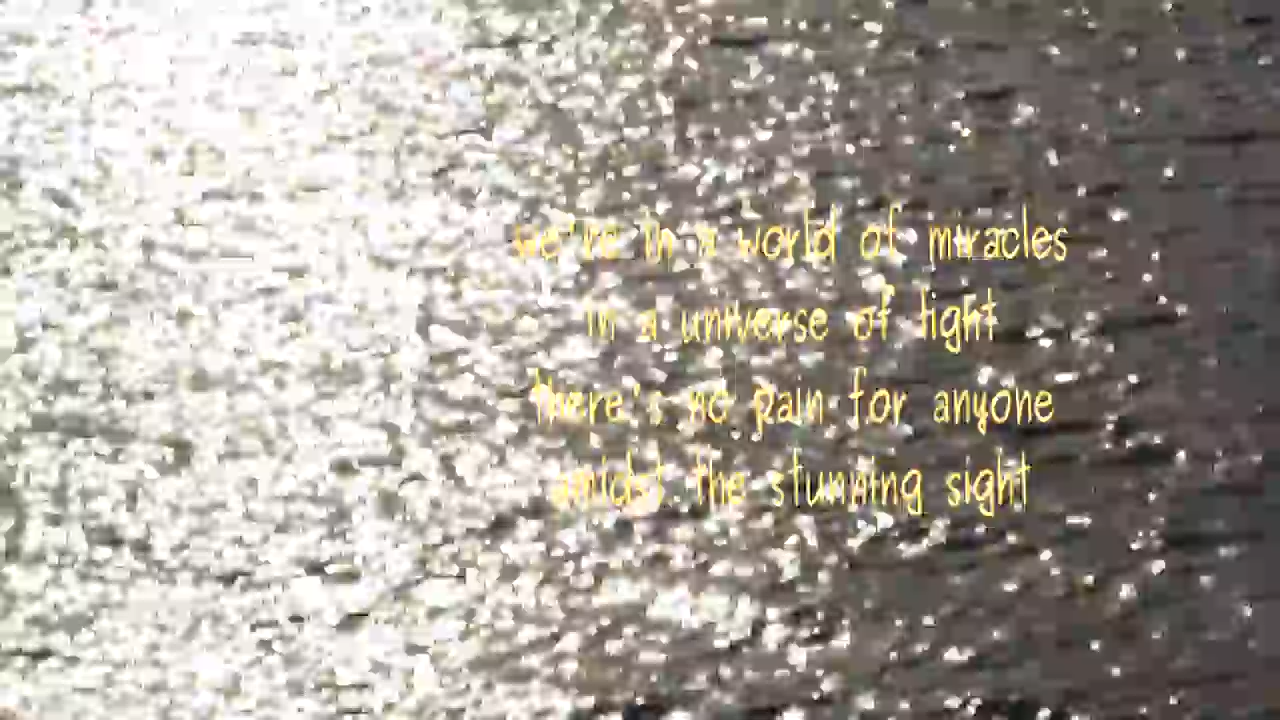 we're in a world of miracles
in a universe of light
there's no pain for anyone
amidst the stunning sight